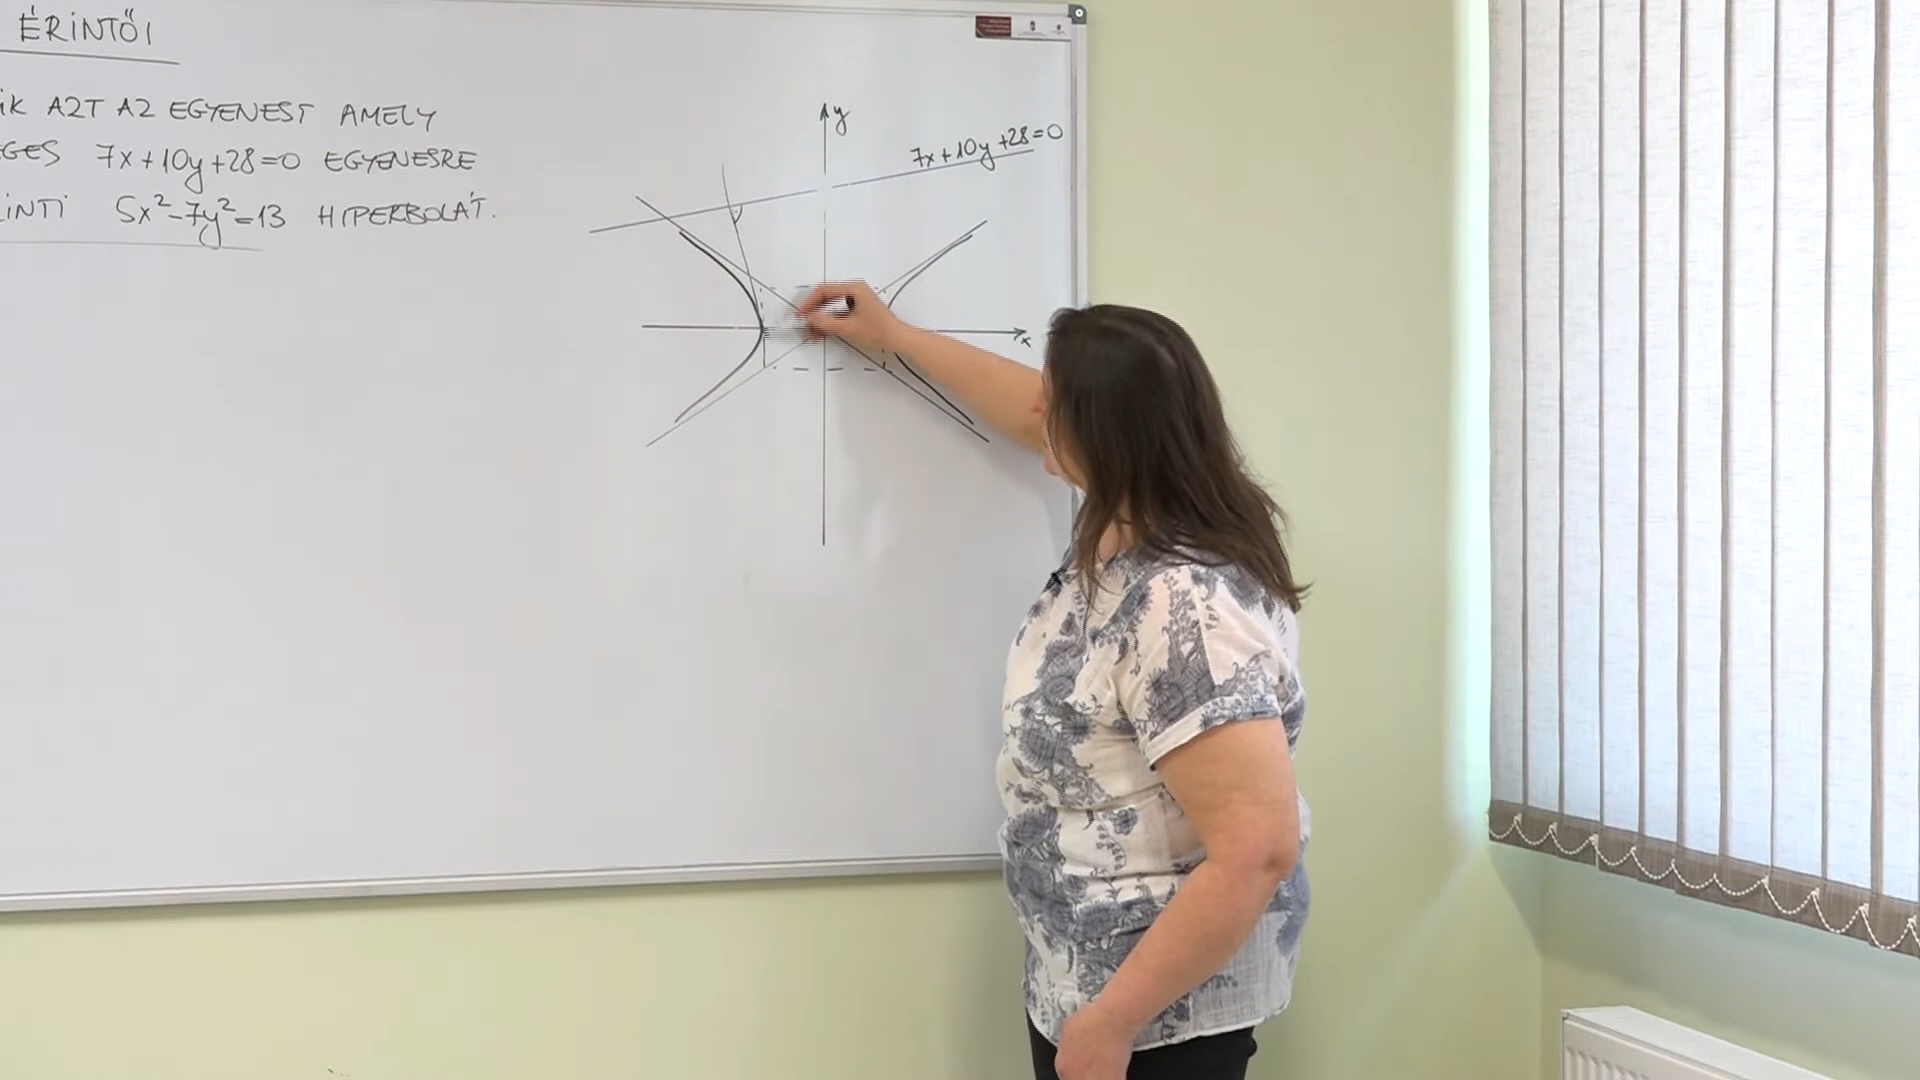 ÉRINTŐI
IK AZT AZ EGYENEST AMELY
EGES 7x+10y+28=0 EGYENESRE
INTI 5x²-7y²=13 HIPERBOLÁT.
y
7x+10y+28=0
x